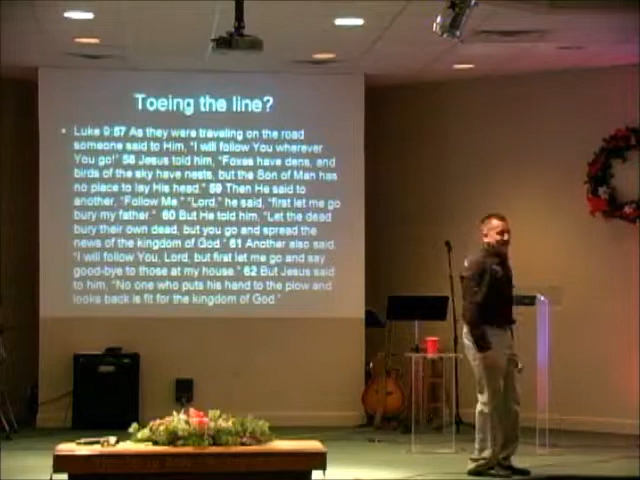 Toeing the line?
• Luke 9:57 As they were traveling on the road
someone said to Him, "I will follow You wherever
You go!" 58 Jesus told him, "Foxes have dens, and
birds of the sky have nests, but the Son of Man has
no place to lay His head." 59 Then He said to
another, "Follow Me." "Lord," he said, "first let me go
bury my father." 60 But He told him, "Let the dead
bury their own dead, but you go and spread the
news of the kingdom of God." 61 Another also said,
"I will follow You, Lord, but first let me go and say
good-bye to those at my house." 62 But Jesus said
to him, "No one who puts his hand to the plow and
looks back is fit for the kingdom of God."